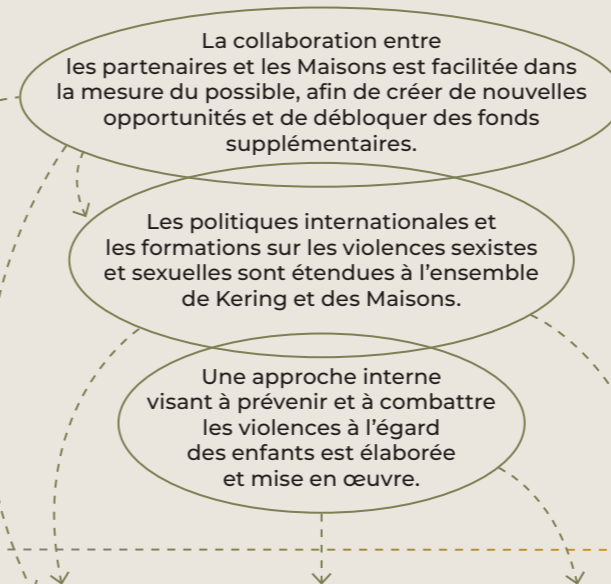 La collaboration entre
les partenaires et les Maisons est facilitée dans
la mesure du possible, afin de créer de nouvelles
opportunités et de débloquer des fonds
supplémentaires.
Les politiques internationales et
les formations sur les violences sexistes
et sexuelles sont étendues à l’ensemble
de Kering et des Maisons.
Une approche interne
visant à prévenir et à combattre
les violences à l’égard
des enfants est élaborée
et mise en œuvre.